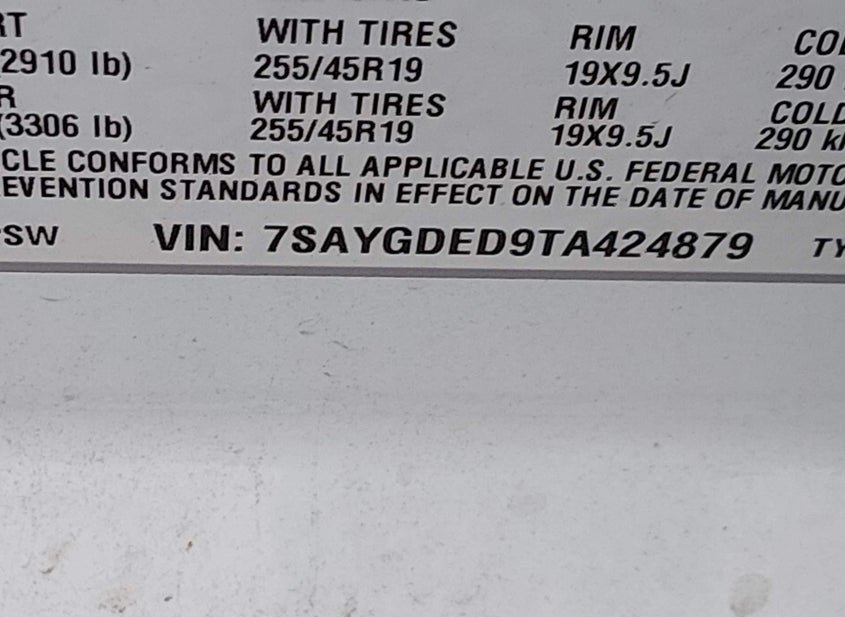 RT WITH TIRES RIM COL
2910 lb) 255/45R19 19X9.5J 290
R WITH TIRES RIM COLD
(3306 lb) 255/45R19 19X9.5J 290 k
CLE CONFORMS TO ALL APPLICABLE U.S. FEDERAL MOTO
EVENTION STANDARDS IN EFFECT ON THE DATE OF MANU
PSW VIN: 7SAYGDED9TA424879 TY